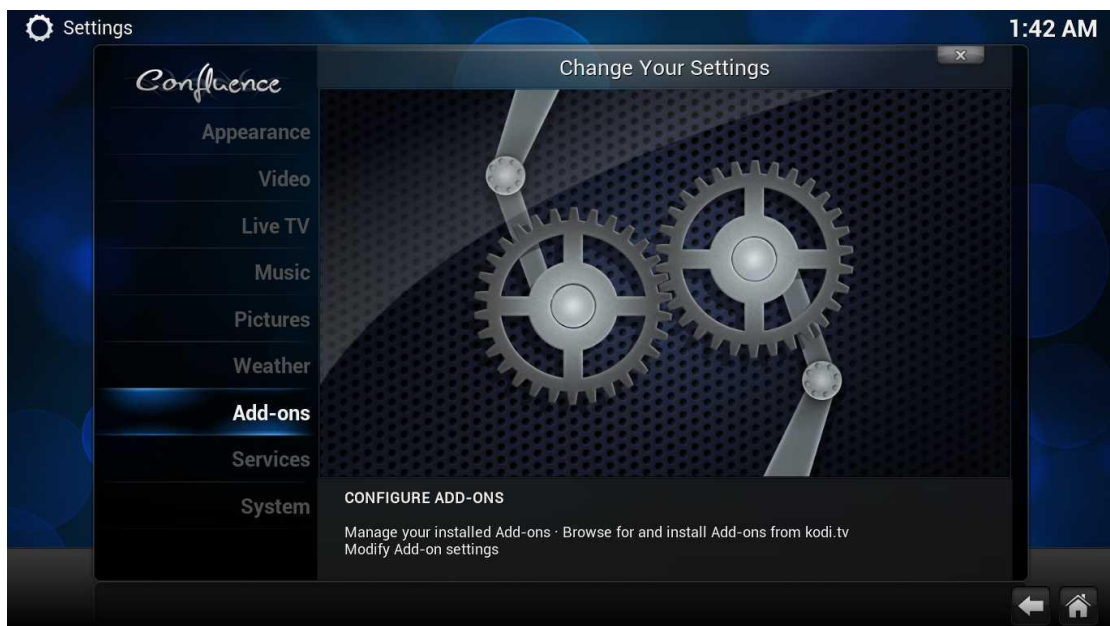 Settings
1:42 AM
Confluence
Change Your Settings
X
Appearance
Video
Live TV
Music
Pictures
Weather
Add-ons
Services
System
CONFIGURE ADD-ONS
Manage your installed Add-ons · Browse for and install Add-ons from kodi.tv
Modify Add-on settings